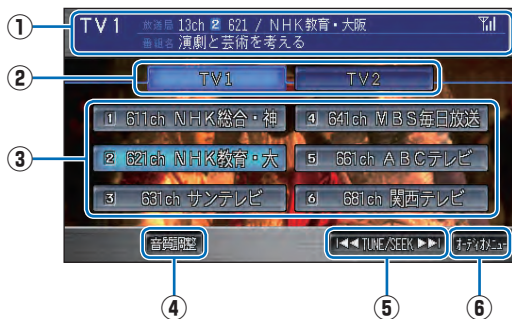 ①
TV1 放送局 13ch 2 621 / NHK教育・大阪
番組名 演劇と芸術を考える
②
TV1 TV2
③
1 611ch NHK総合・神
4 641ch MBS毎日放送
2 621ch NHK教育・大
5 661ch ABCテレビ
3 631ch サンテレビ
6 681ch 関西テレビ
音質調整
TUNE/SEEK
オーディオメニュー
④ ⑤ ⑥